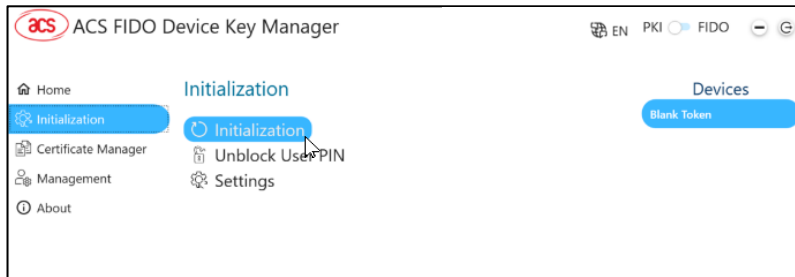 acs ACS FIDO Device Key Manager
EN PKI FIDO
Home
Initialization
Certificate Manager
Management
About
Initialization
Initialization
Unblock User PIN
Settings
Devices
Blank Token